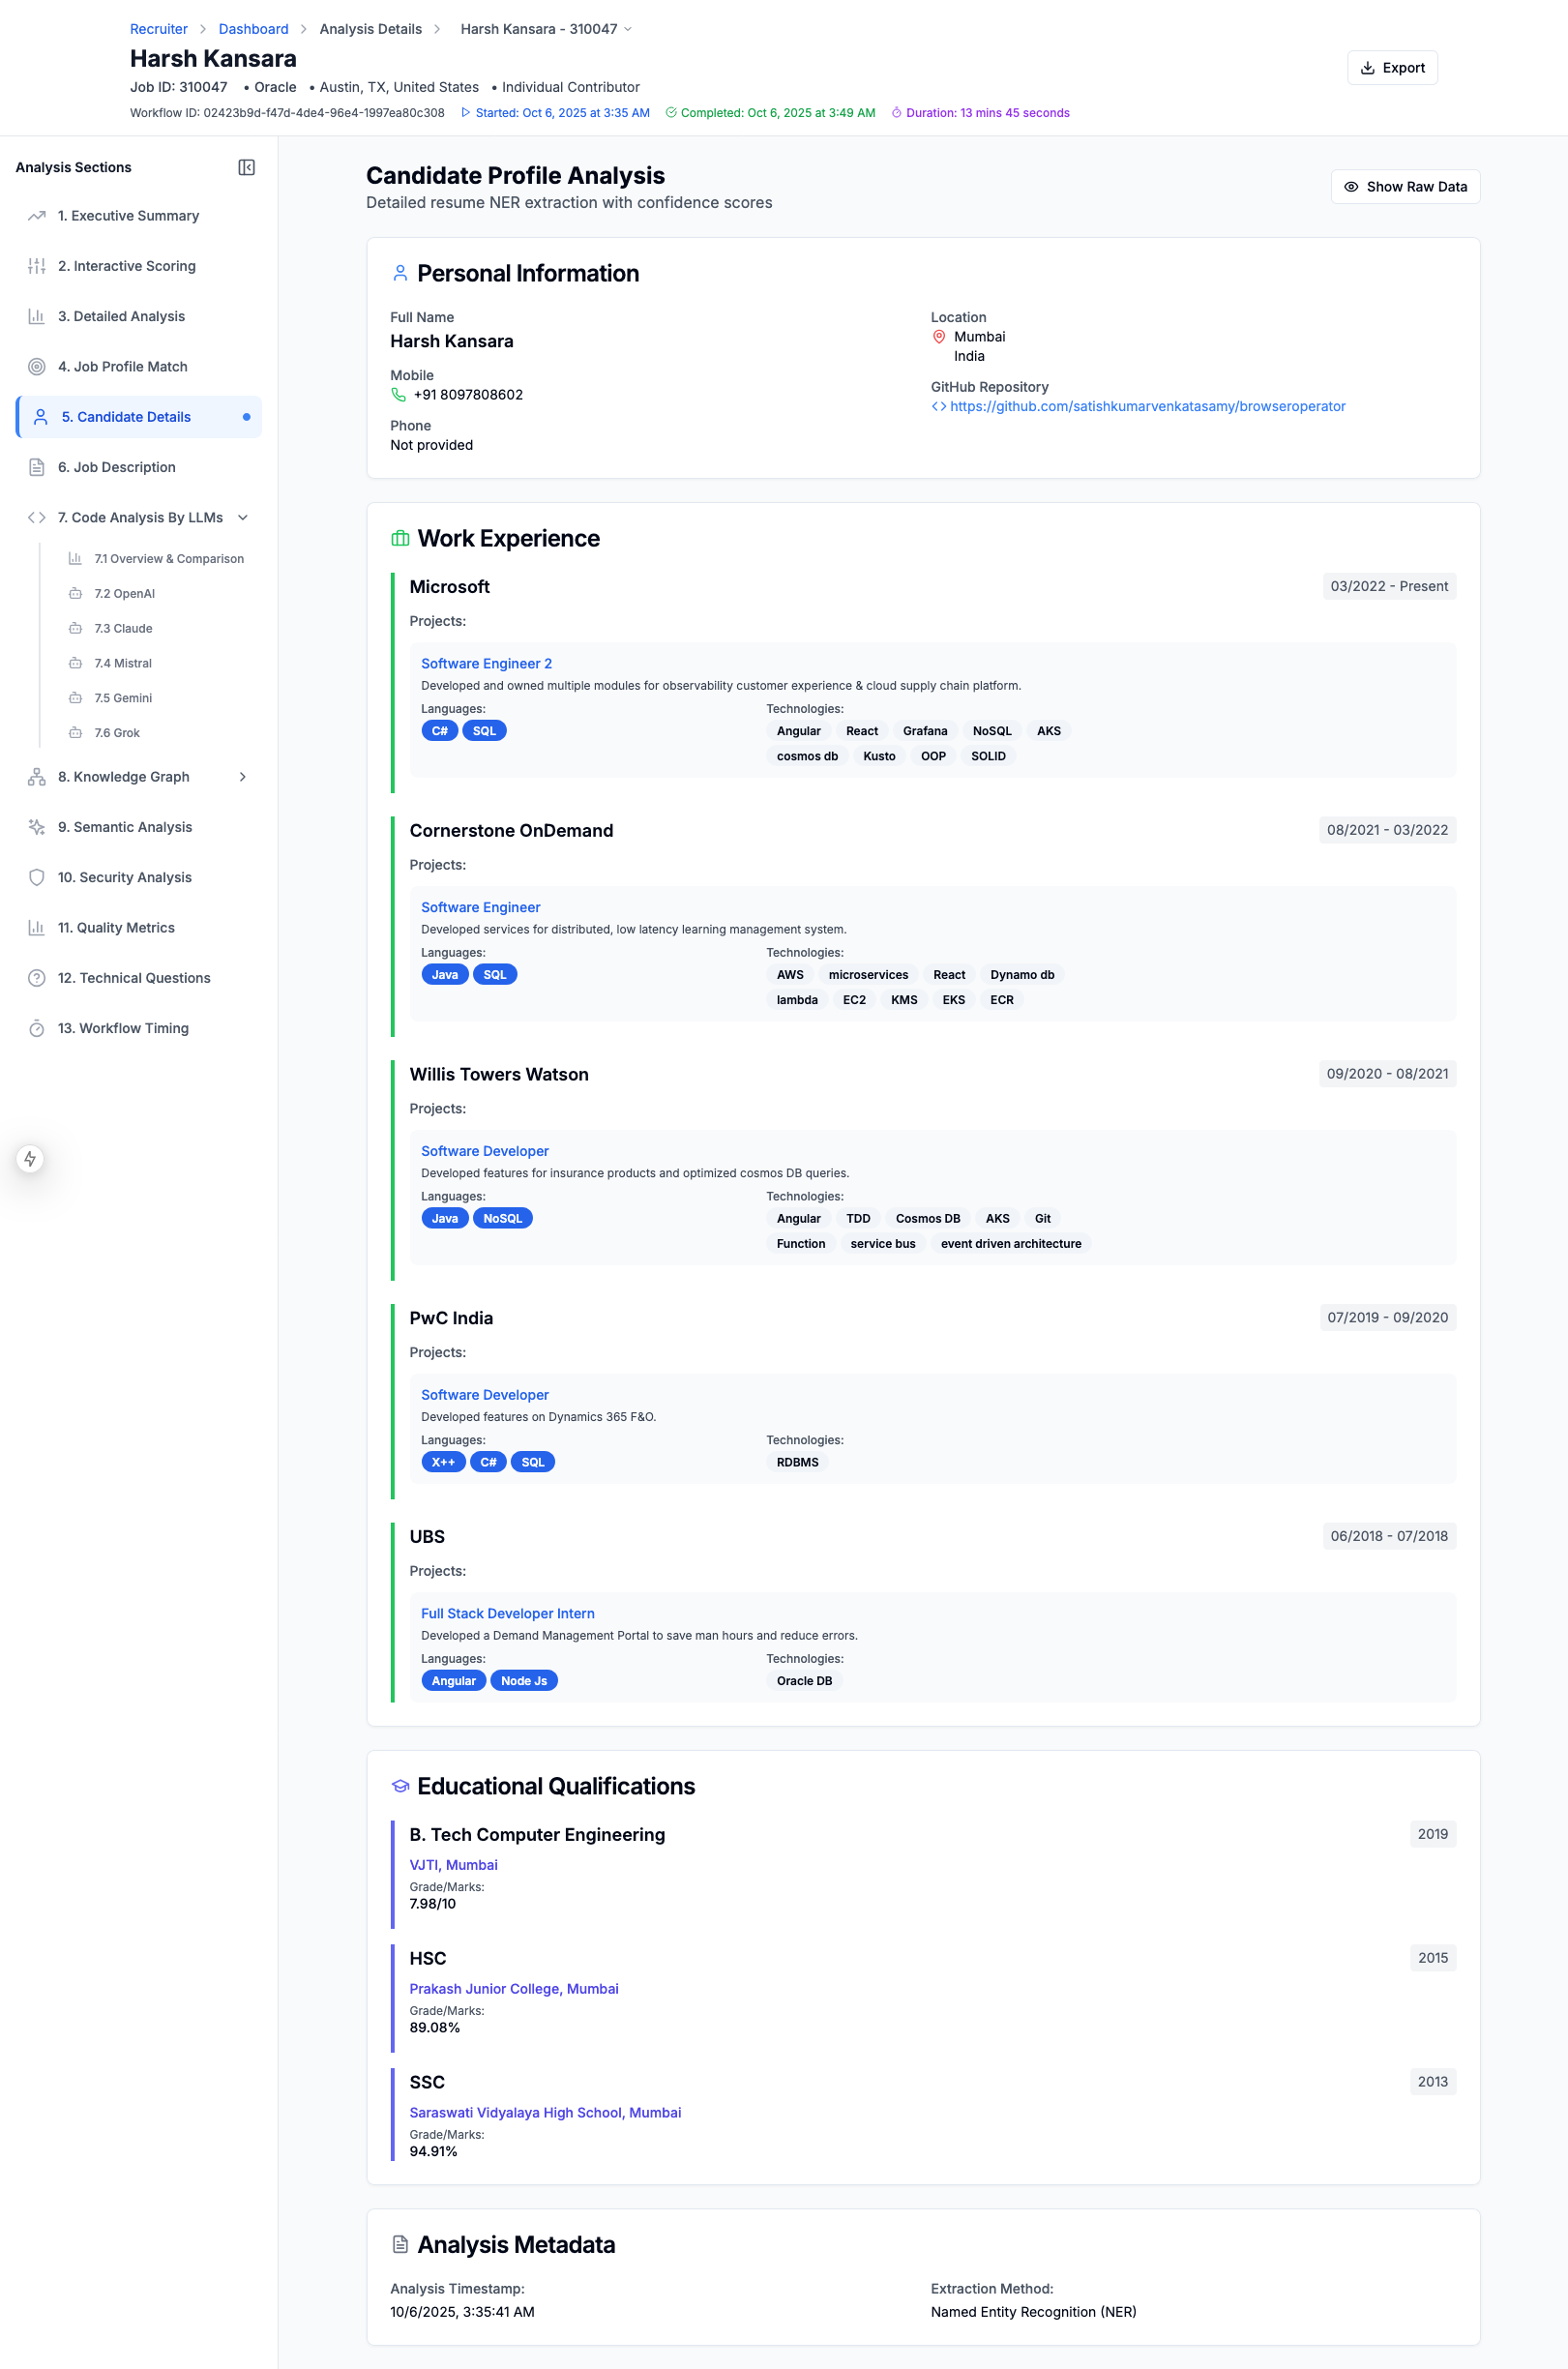 Recruiter > Dashboard > Analysis Details > Harsh Kansara - 310047
Harsh Kansara
Export
Job ID: 310047 • Oracle • Austin, TX, United States • Individual Contributor
Workflow ID: 02423b9d-f47d-4de4-96e4-1997ea80c308 Started: Oct 6, 2025 at 3:35 AM Completed: Oct 6, 2025 at 3:49 AM Duration: 13 mins 45 seconds
Analysis Sections
1. Executive Summary
2. Interactive Scoring
3. Detailed Analysis
4. Job Profile Match
5. Candidate Details
6. Job Description
7. Code Analysis By LLMs
7.1 Overview & Comparison
7.2 OpenAI
7.3 Claude
7.4 Mistral
7.5 Gemini
7.6 Grok
8. Knowledge Graph
9. Semantic Analysis
10. Security Analysis
11. Quality Metrics
12. Technical Questions
13. Workflow Timing
Candidate Profile Analysis
Detailed resume NER extraction with confidence scores
Show Raw Data
Personal Information
Full Name
Harsh Kansara
Mobile
+91 8097808602
Phone
Not provided
Location
Mumbai
India
GitHub Repository
https://github.com/satishkumarvenkatasamy/browseroperator
Work Experience
Microsoft
03/2022 - Present
Projects:
Software Engineer 2
Developed and owned multiple modules for observability customer experience & cloud supply chain platform.
Languages:
C# SQL
Technologies:
Angular React Grafana NoSQL AKS
cosmos db Kusto OOP SOLID
Cornerstone OnDemand
08/2021 - 03/2022
Projects:
Software Engineer
Developed services for distributed, low latency learning management system.
Languages:
Java SQL
Technologies:
AWS microservices React Dynamo db
lambda EC2 KMS EKS ECR
Willis Towers Watson
09/2020 - 08/2021
Projects:
Software Developer
Developed features for insurance products and optimized cosmos DB queries.
Languages:
Java NoSQL
Technologies:
Angular TDD Cosmos DB AKS Git
Function service bus event driven architecture
PwC India
07/2019 - 09/2020
Projects:
Software Developer
Developed features on Dynamics 365 F&O.
Languages:
X++ C# SQL
Technologies:
RDBMS
UBS
06/2018 - 07/2018
Projects:
Full Stack Developer Intern
Developed a Demand Management Portal to save man hours and reduce errors.
Languages:
Angular Node Js
Technologies:
Oracle DB
Educational Qualifications
B. Tech Computer Engineering
2019
VJTI, Mumbai
Grade/Marks:
7.98/10
HSC
2015
Prakash Junior College, Mumbai
Grade/Marks:
89.08%
SSC
2013
Saraswati Vidyalaya High School, Mumbai
Grade/Marks:
94.91%
Analysis Metadata
Analysis Timestamp:
10/6/2025, 3:35:41 AM
Extraction Method:
Named Entity Recognition (NER)